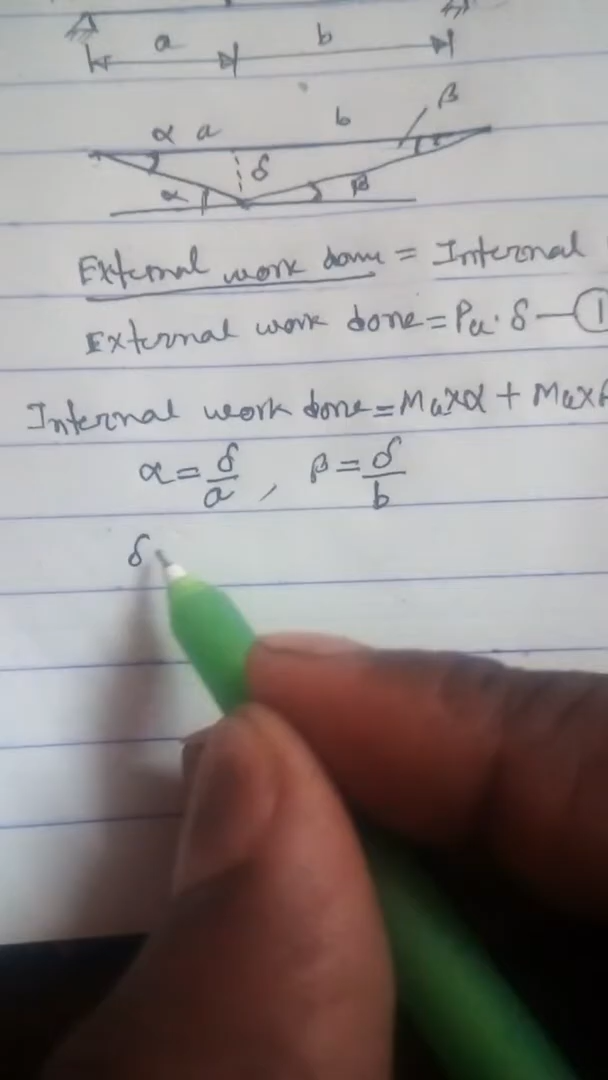 a b
β
α a b
δ
α β
External work done = Internal
External work done = Pu·δ — ①
Internal work done = Mu×α + Mu×β
α = δ/a , β = δ/b
δ